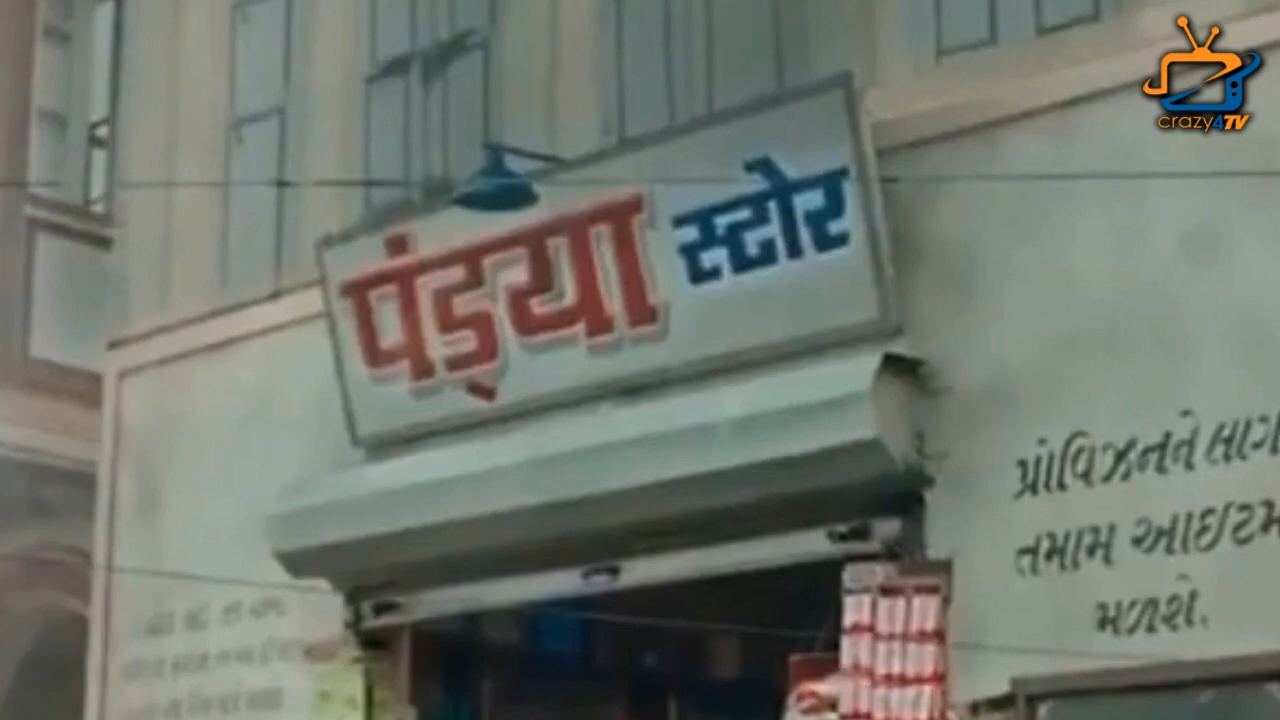 crazy4TV
पंड्या स्टोर
પ્રોવિઝનને લાગ
તમામ આઇટમ
મળશે.